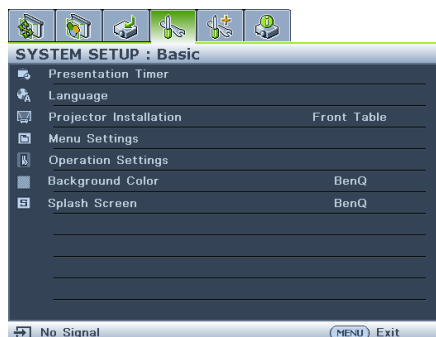 SYSTEM SETUP : Basic
Presentation Timer
Language
Projector Installation Front Table
Menu Settings
Operation Settings
Background Color BenQ
Splash Screen BenQ
No Signal MENU Exit